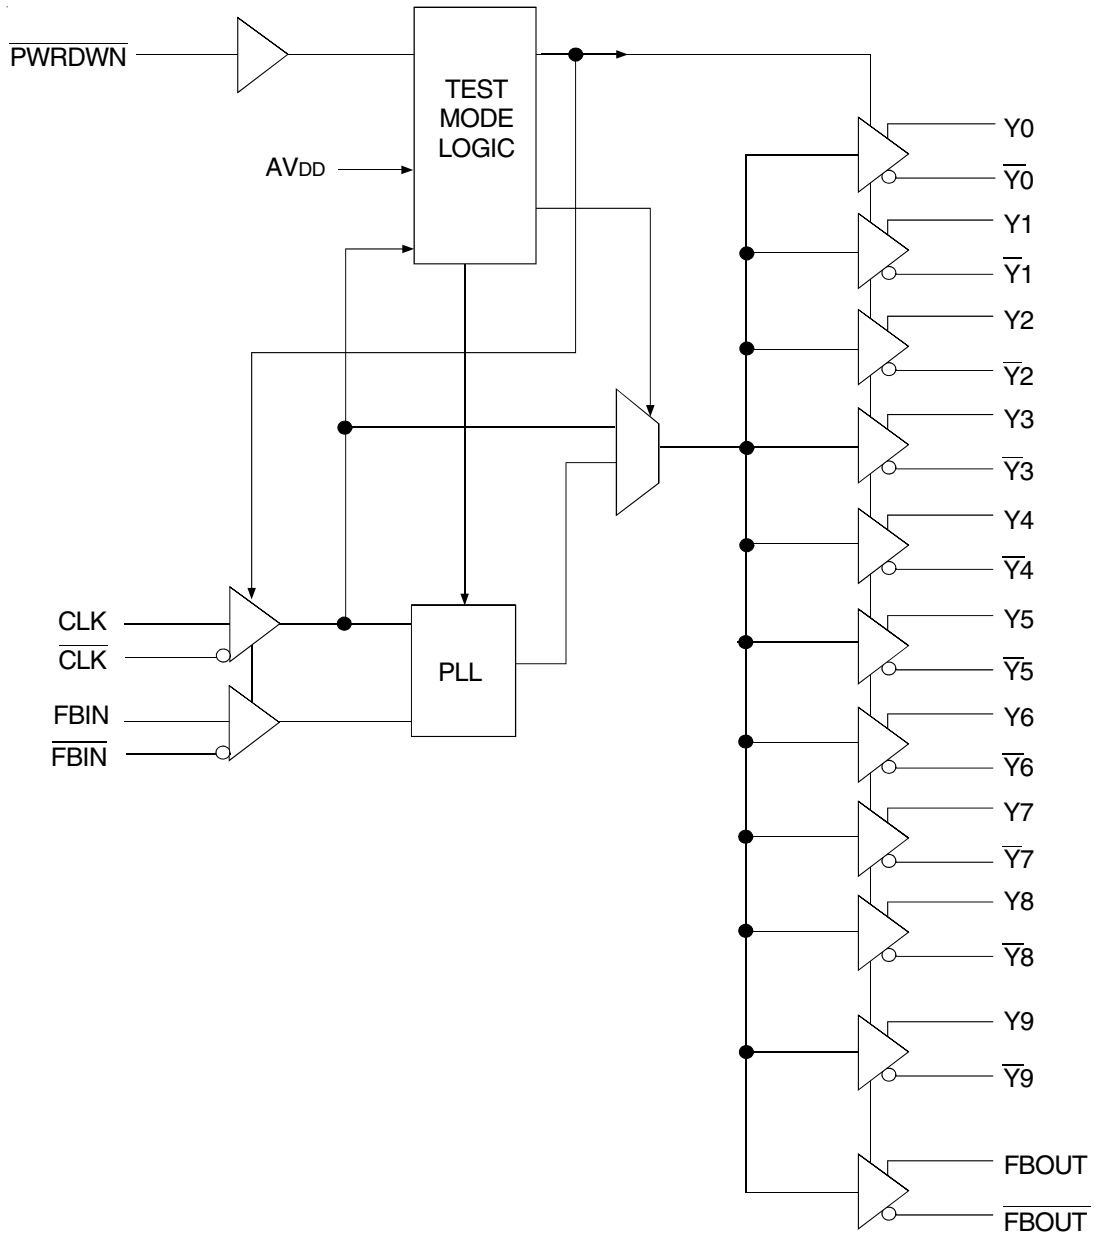 PWRDWN
TEST
MODE
LOGIC
AVDD
CLK
CLK
FBIN
FBIN
PLL
Y0
Y0
Y1
Y1
Y2
Y2
Y3
Y3
Y4
Y4
Y5
Y5
Y6
Y6
Y7
Y7
Y8
Y8
Y9
Y9
FBOUT
FBOUT